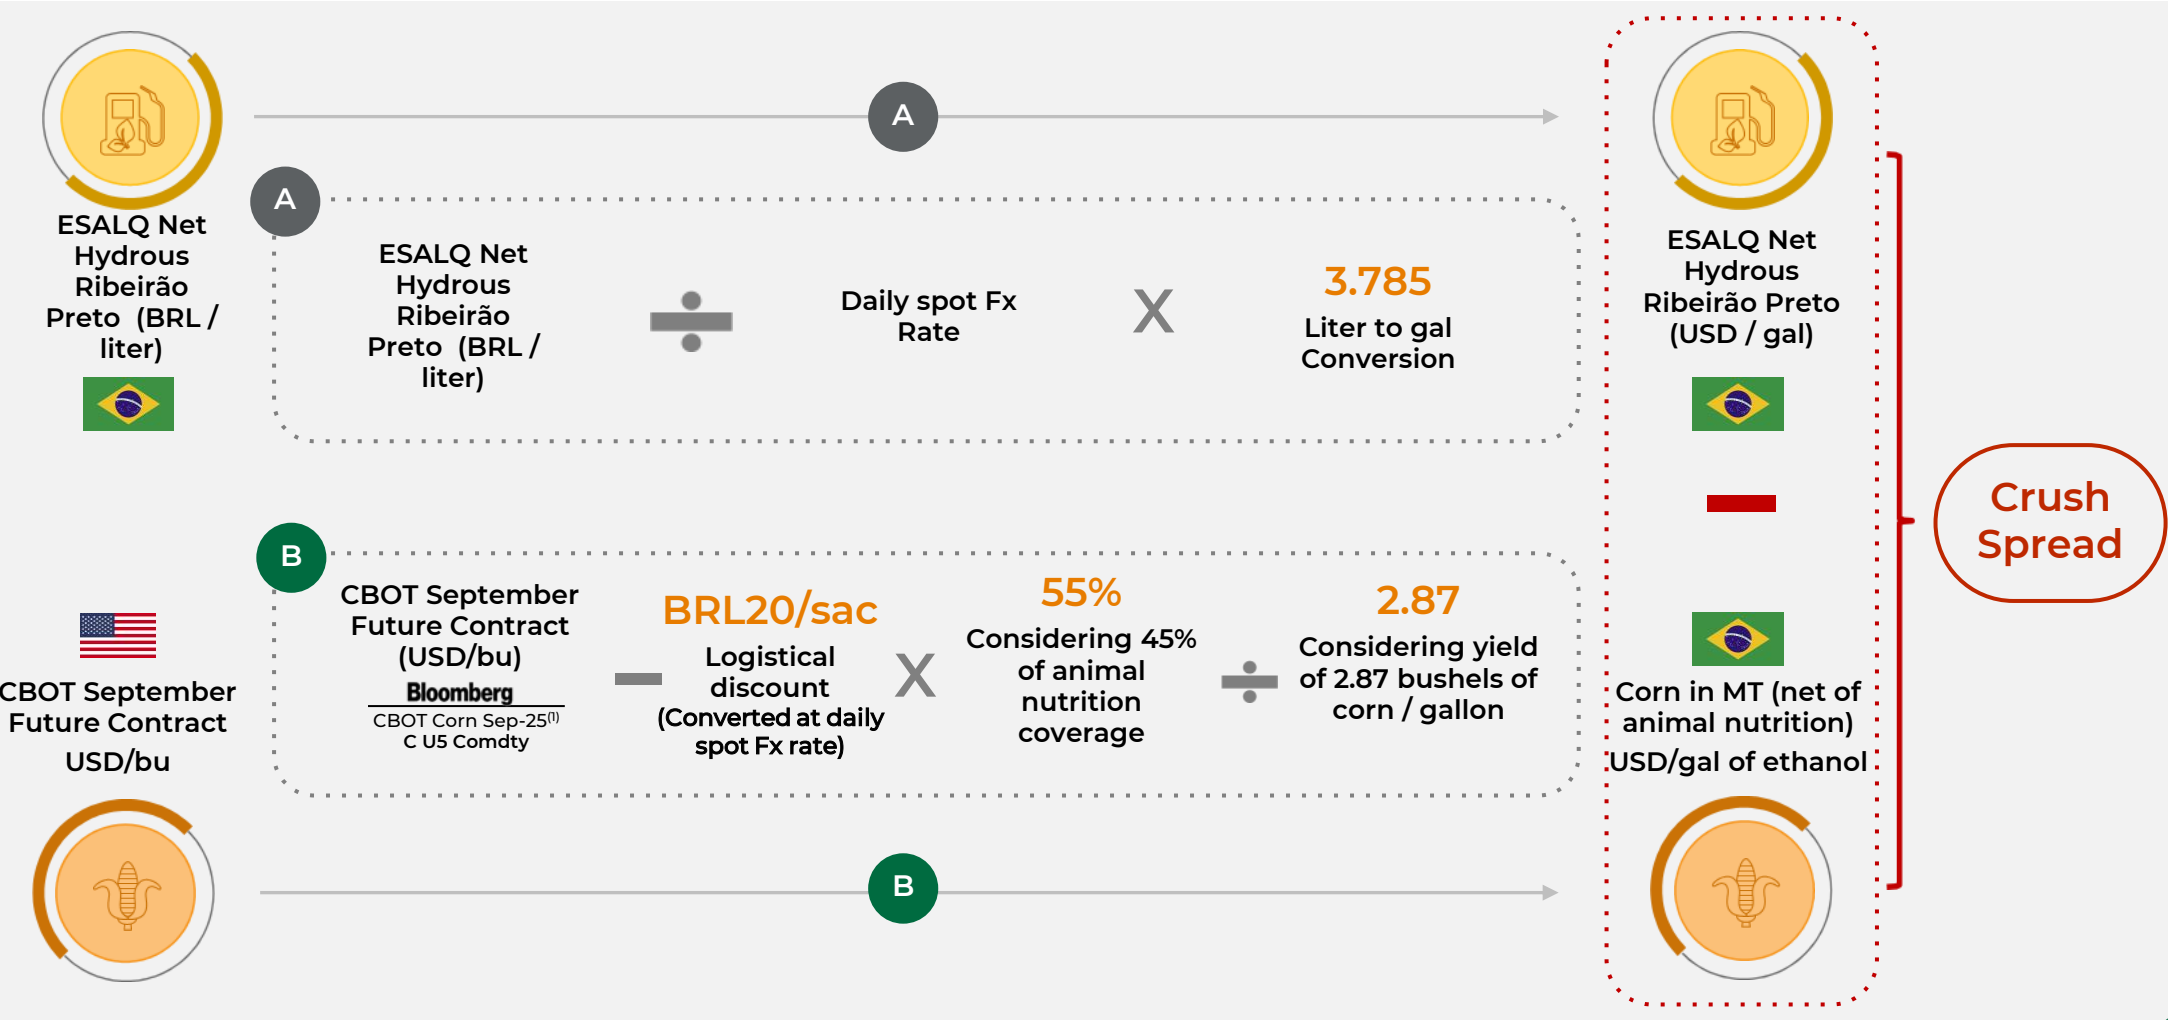 A
A
ESALQ Net
Hydrous
Ribeirão
Preto (BRL /
liter)
ESALQ Net
Hydrous
Ribeirão
Preto (BRL /
liter)
Daily spot Fx
Rate
X
3.785
Liter to gal
Conversion
ESALQ Net
Hydrous
Ribeirão Preto
(USD / gal)
Crush
Spread
B
CBOT September
Future Contract
USD/bu
CBOT September
Future Contract
(USD/bu)
Bloomberg
CBOT Corn Sep-25(1)
C U5 Comdty
BRL20/sac
Logistical
discount
(Converted at daily
spot Fx rate)
X
55%
Considering 45%
of animal
nutrition
coverage
2.87
Considering yield
of 2.87 bushels of
corn / gallon
Corn in MT (net of
animal nutrition)
USD/gal of ethanol
B